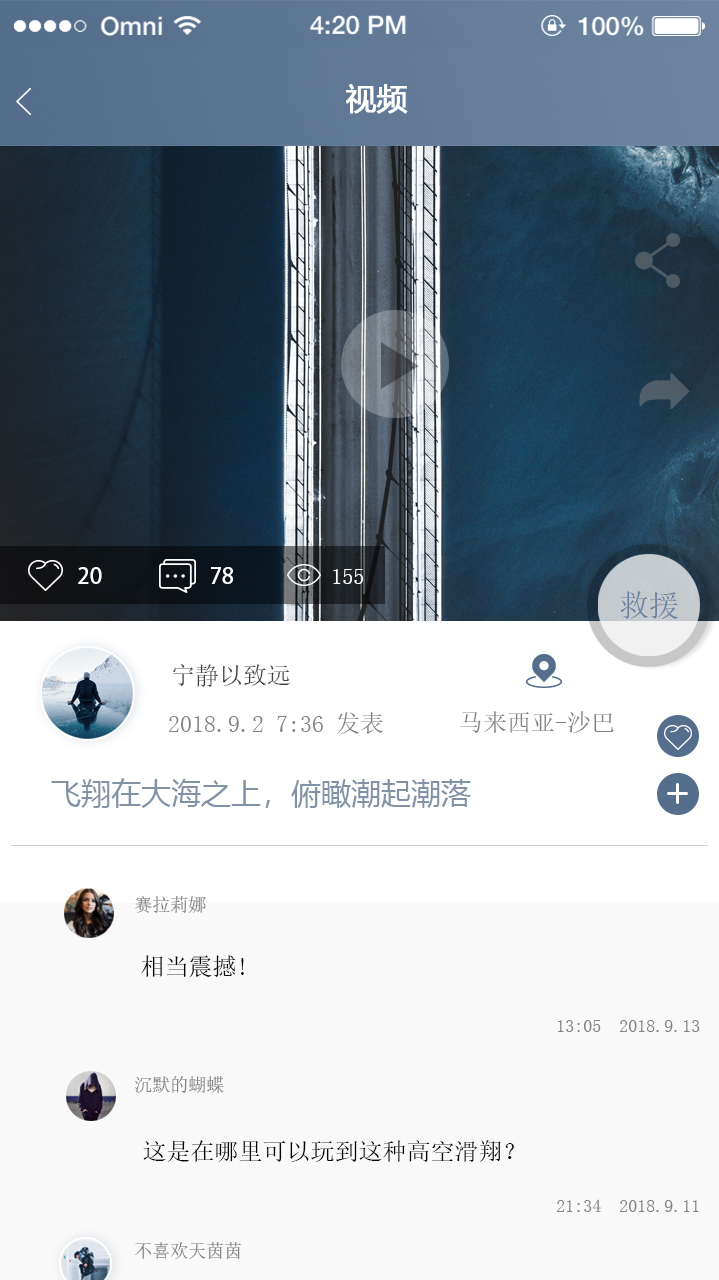 Omni 4:20 PM 100%
视频
20 78 155
救援
宁静以致远
2018.9.2 7:36 发表 马来西亚-沙巴
飞翔在大海之上，俯瞰潮起潮落
赛拉莉娜
相当震撼！
13:05 2018.9.13
沉默的蝴蝶
这是在哪里可以玩到这种高空滑翔？
21:34 2018.9.11
不喜欢天茵茵